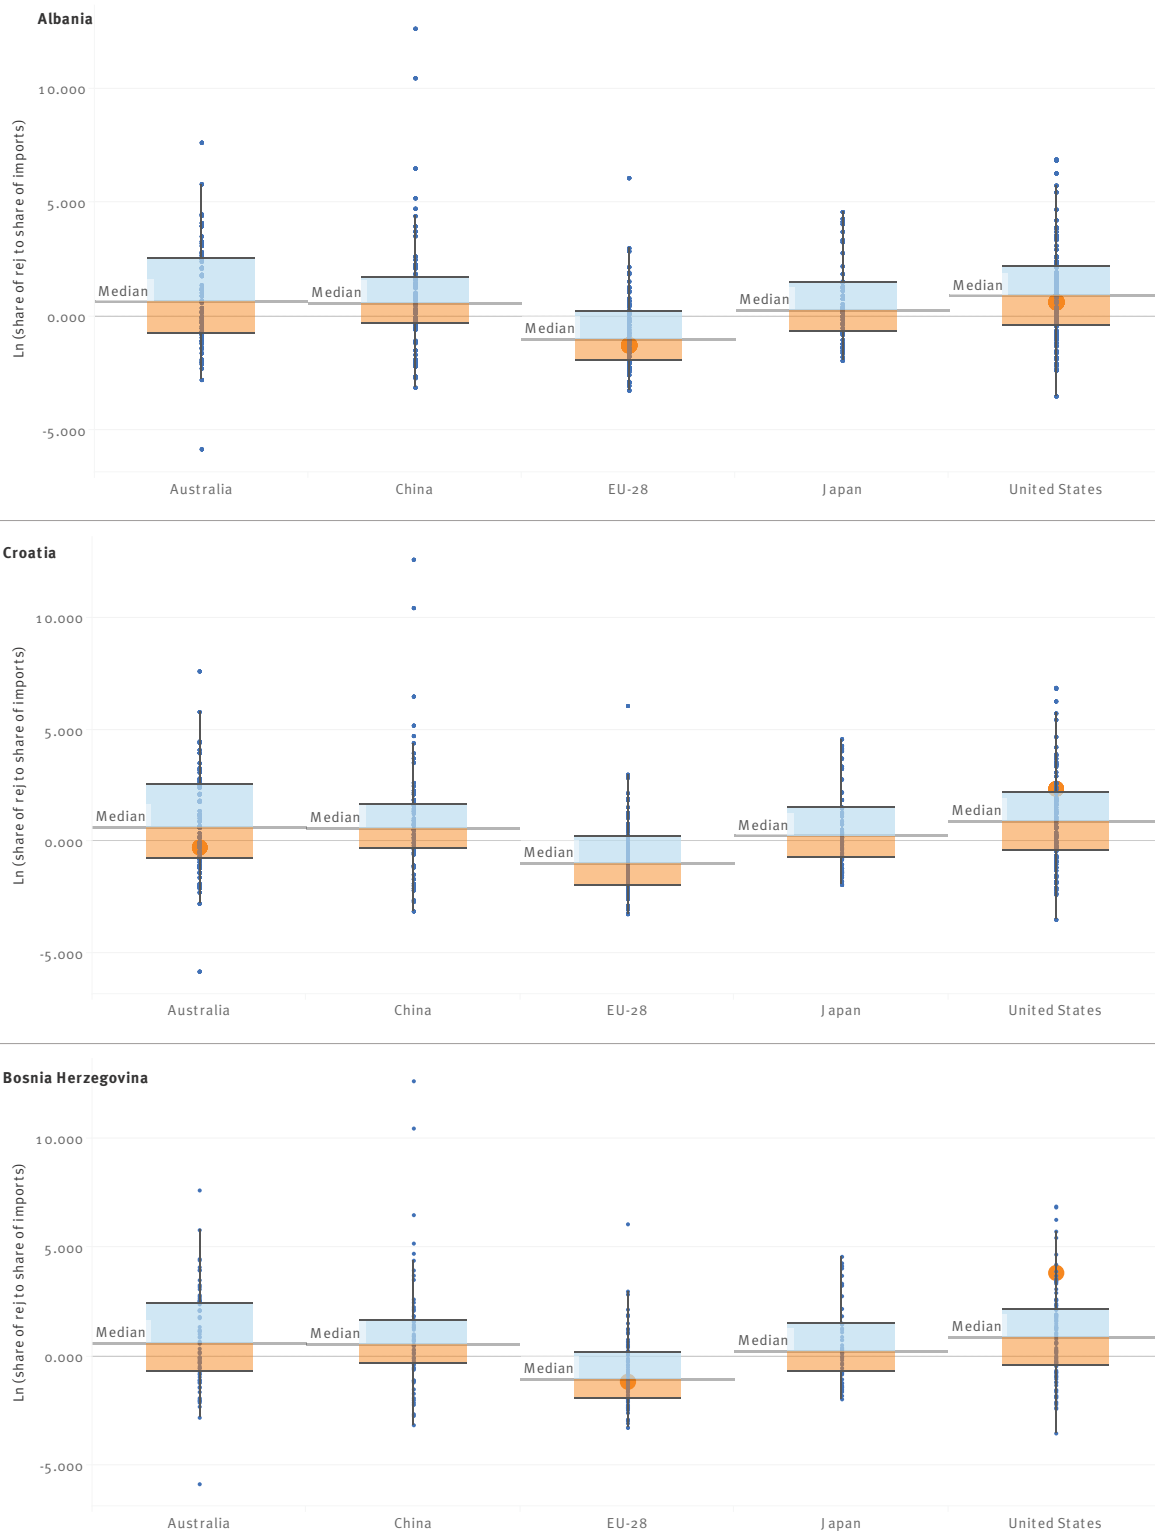 Albania
10.000
5.000
0.000
-5.000
Ln (share of rej to share of imports)
Median
Median
Median
Median
Median
Australia
China
EU-28
Japan
United States
Croatia
10.000
5.000
0.000
-5.000
Ln (share of rej to share of imports)
Median
Median
Median
Median
Median
Australia
China
EU-28
Japan
United States
Bosnia Herzegovina
10.000
5.000
0.000
-5.000
Ln (share of rej to share of imports)
Median
Median
Median
Median
Median
Australia
China
EU-28
Japan
United States